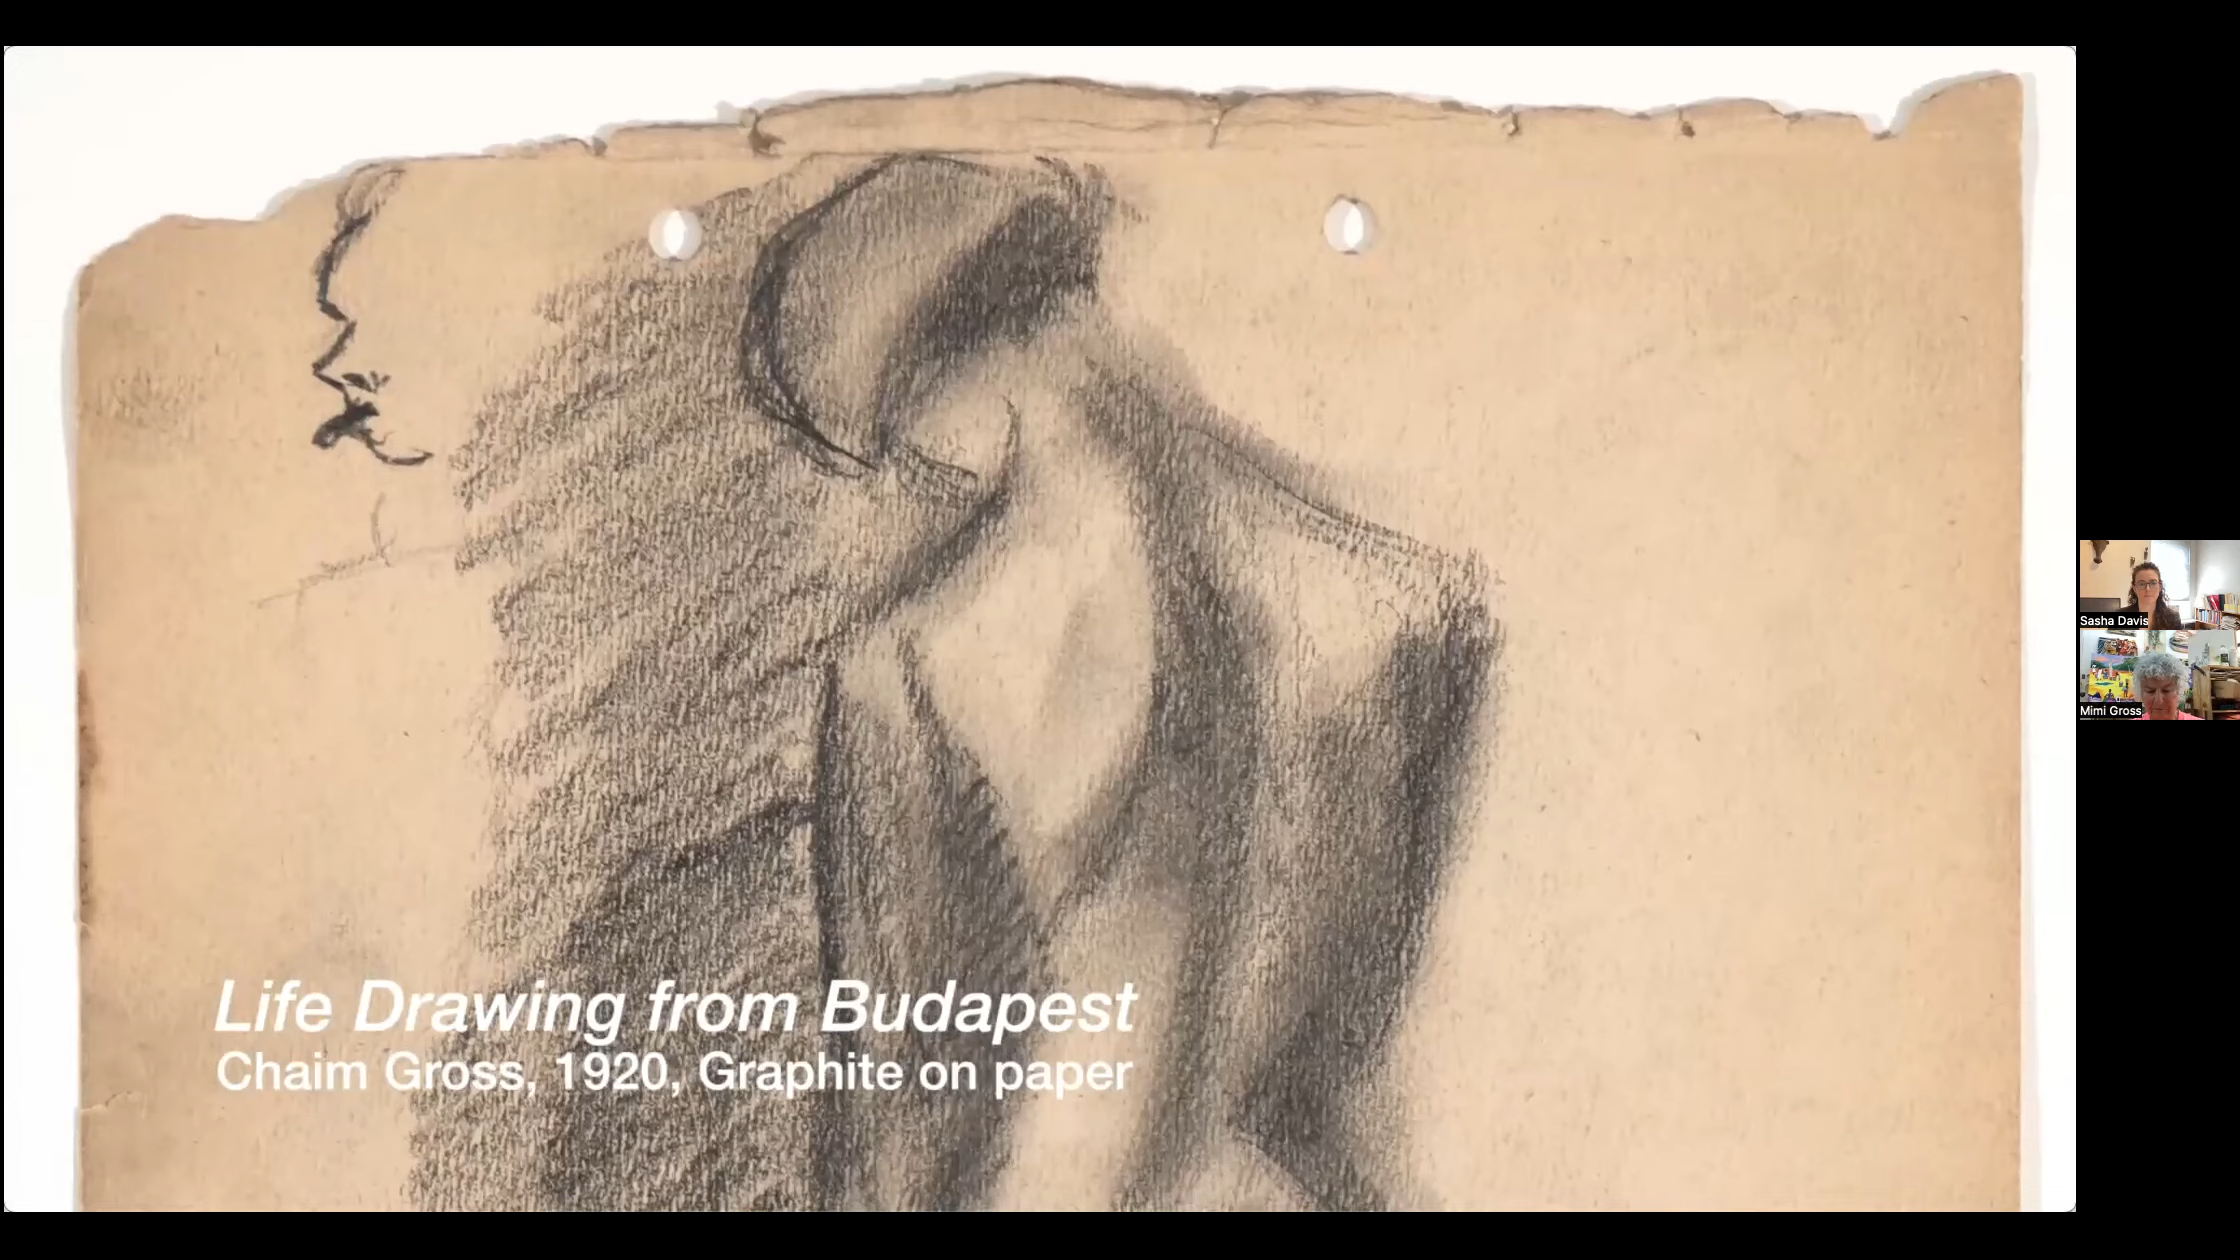 Life Drawing from Budapest
Chaim Gross, 1920, Graphite on paper
Sasha Davis
Mimi Gross